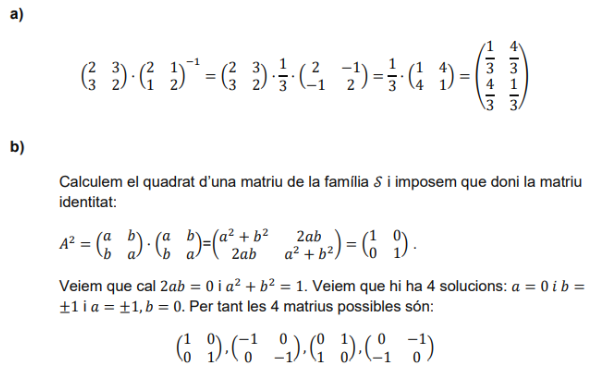 a)
$\begin{pmatrix} 2 & 3 \\ 3 & 2 \end{pmatrix} \cdot \begin{pmatrix} 2 & 1 \\ 1 & 2 \end{pmatrix}^{-1} = \begin{pmatrix} 2 & 3 \\ 3 & 2 \end{pmatrix} \cdot \frac{1}{3} \cdot \begin{pmatrix} 2 & -1 \\ -1 & 2 \end{pmatrix} = \frac{1}{3} \cdot \begin{pmatrix} 1 & 4 \\ 4 & 1 \end{pmatrix} = \begin{pmatrix} \frac{1}{3} & \frac{4}{3} \\ \frac{4}{3} & \frac{1}{3} \end{pmatrix}$
b)
Calculem el quadrat d'una matriu de la família $\mathcal{S}$ i imposem que doni la matriu
identitat:
$A^2 = \begin{pmatrix} a & b \\ b & a \end{pmatrix} \cdot \begin{pmatrix} a & b \\ b & a \end{pmatrix} = \begin{pmatrix} a^2 + b^2 & 2ab \\ 2ab & a^2 + b^2 \end{pmatrix} = \begin{pmatrix} 1 & 0 \\ 0 & 1 \end{pmatrix}.$
Veiem que cal $2ab = 0$ i $a^2 + b^2 = 1$. Veiem que hi ha 4 solucions: $a = 0$ i $b =$
$\pm 1$ i $a = \pm 1, b = 0$. Per tant les 4 matrius possibles són:
$\begin{pmatrix} 1 & 0 \\ 0 & 1 \end{pmatrix}, \begin{pmatrix} -1 & 0 \\ 0 & -1 \end{pmatrix}, \begin{pmatrix} 0 & 1 \\ 1 & 0 \end{pmatrix}, \begin{pmatrix} 0 & -1 \\ -1 & 0 \end{pmatrix}$